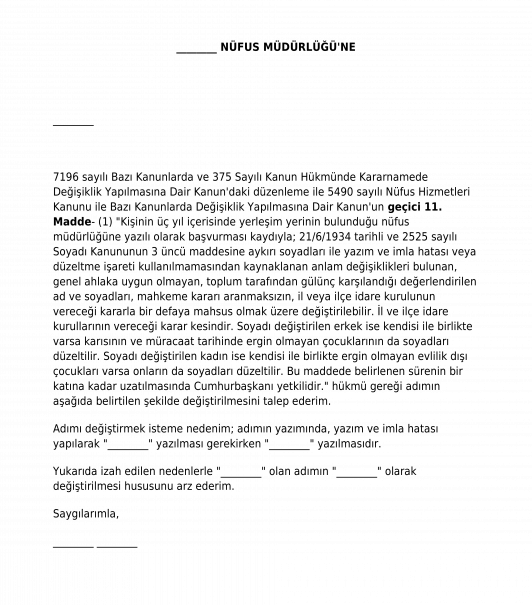 ________ NÜFUS MÜDÜRLÜĞÜ'NE
________
7196 sayılı Bazı Kanunlarda ve 375 Sayılı Kanun Hükmünde Kararnamede
Değişiklik Yapılmasına Dair Kanun'daki düzenleme ile 5490 sayılı Nüfus Hizmetleri
Kanunu ile Bazı Kanunlarda Değişiklik Yapılmasına Dair Kanun'un geçici 11.
Madde- (1) "Kişinin üç yıl içerisinde yerleşim yerinin bulunduğu nüfus
müdürlüğüne yazılı olarak başvurması kaydıyla; 21/6/1934 tarihli ve 2525 sayılı
Soyadı Kanununun 3 üncü maddesine aykırı soyadları ile yazım ve imla hatası veya
düzeltme işareti kullanılmamasından kaynaklanan anlam değişiklikleri bulunan,
genel ahlaka uygun olmayan, toplum tarafından gülünç karşılandığı değerlendirilen
ad ve soyadları, mahkeme kararı aranmaksızın, il veya ilçe idare kurulunun
vereceği kararla bir defaya mahsus olmak üzere değiştirilebilir. İl ve ilçe idare
kurullarının vereceği karar kesindir. Soyadı değiştirilen erkek ise kendisi ile birlikte
varsa karısının ve müracaat tarihinde ergin olmayan çocuklarının da soyadları
düzeltilir. Soyadı değiştirilen kadın ise kendisi ile birlikte ergin olmayan evlilik dışı
çocukları varsa onların da soyadları düzeltilir. Bu maddede belirlenen sürenin bir
katına kadar uzatılmasında Cumhurbaşkanı yetkilidir." hükmü gereği adımın
aşağıda belirtilen şekilde değiştirilmesini talep ederim.
Adımı değiştirmek isteme nedenim; adımın yazımında, yazım ve imla hatası
yapılarak "________" yazılması gerekirken "________" yazılmasıdır.
Yukarıda izah edilen nedenlerle "________" olan adımın "________" olarak
değiştirilmesi hususunu arz ederim.
Saygılarımla,
________ ________